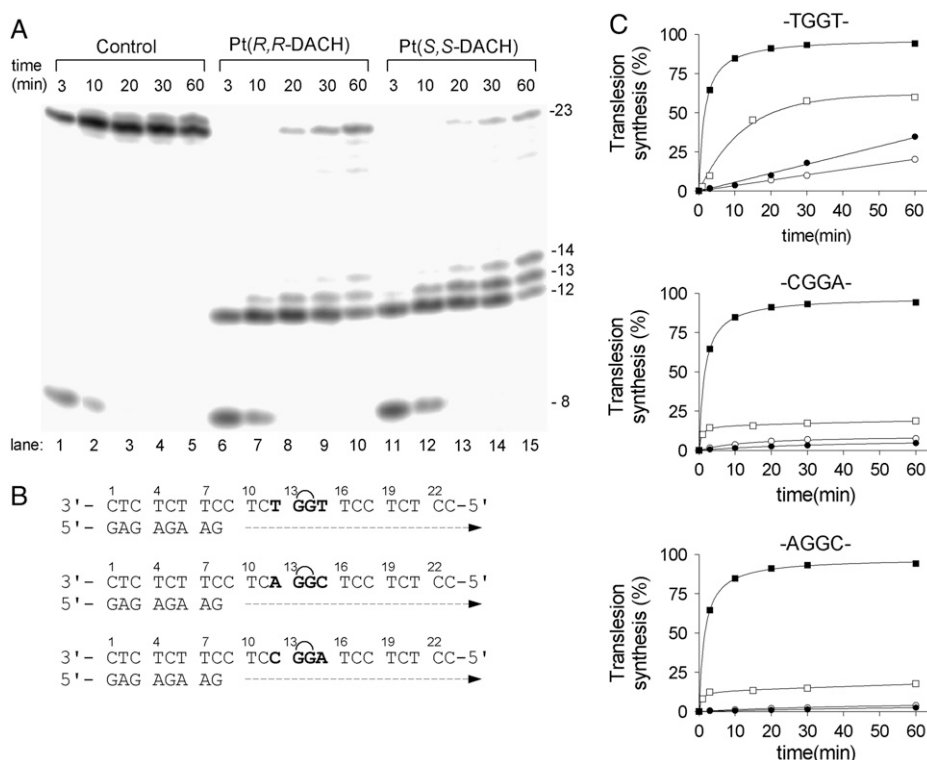 A
Control
Pt(R,R-DACH)
Pt(S,S-DACH)
time
(min)
3 10 20 30 60 3 10 20 30 60 3 10 20 30 60
-23
-14
-13
-12
- 8
lane: 1 2 3 4 5 6 7 8 9 10 11 12 13 14 15
B
1 4 7 10 13 16 19 22
3'- CTC TCT TCC TCT GGT TCC TCT CC-5'
5'- GAG AGA AG
1 4 7 10 13 16 19 22
3'- CTC TCT TCC TCA GGC TCC TCT CC-5'
5'- GAG AGA AG
1 4 7 10 13 16 19 22
3'- CTC TCT TCC TCC GGA TCC TCT CC-5'
5'- GAG AGA AG
C
-TGGT-
Translesion
synthesis (%)
100
75
50
25
0
0 10 20 30 40 50 60
time(min)
-CGGA-
Translesion
synthesis (%)
100
75
50
25
0
0 10 20 30 40 50 60
time(min)
-AGGC-
Translesion
synthesis (%)
100
75
50
25
0
0 10 20 30 40 50 60
time(min)